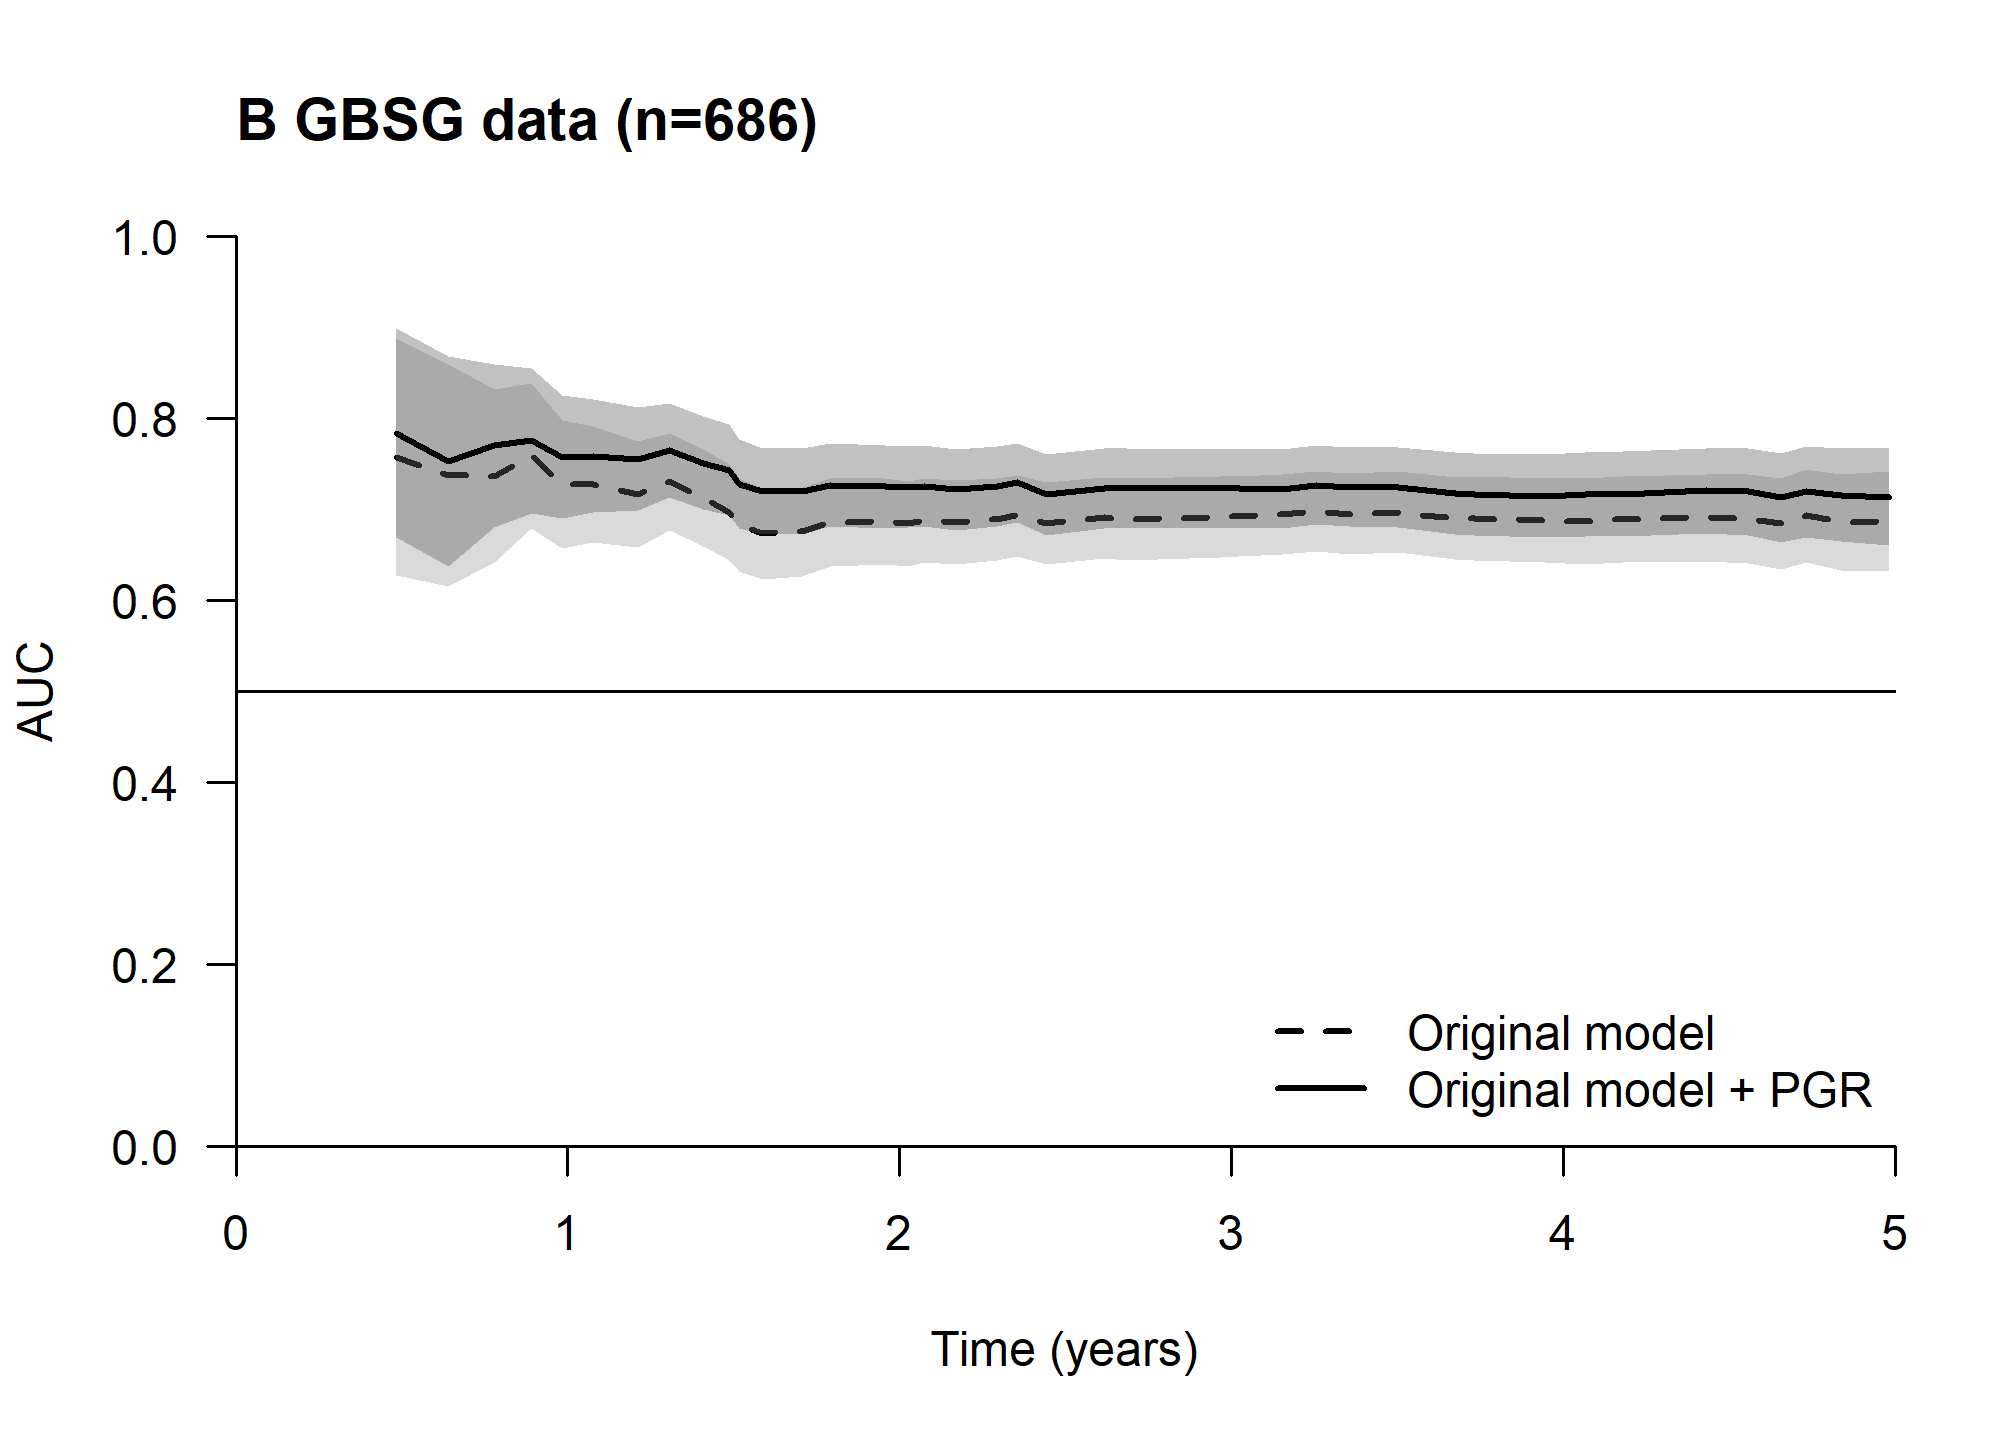 B GBSG data (n=686)
1.0
0.8
0.6
0.4
0.2
0.0
AUC
Original model
Original model + PGR
0 1 2 3 4 5
Time (years)